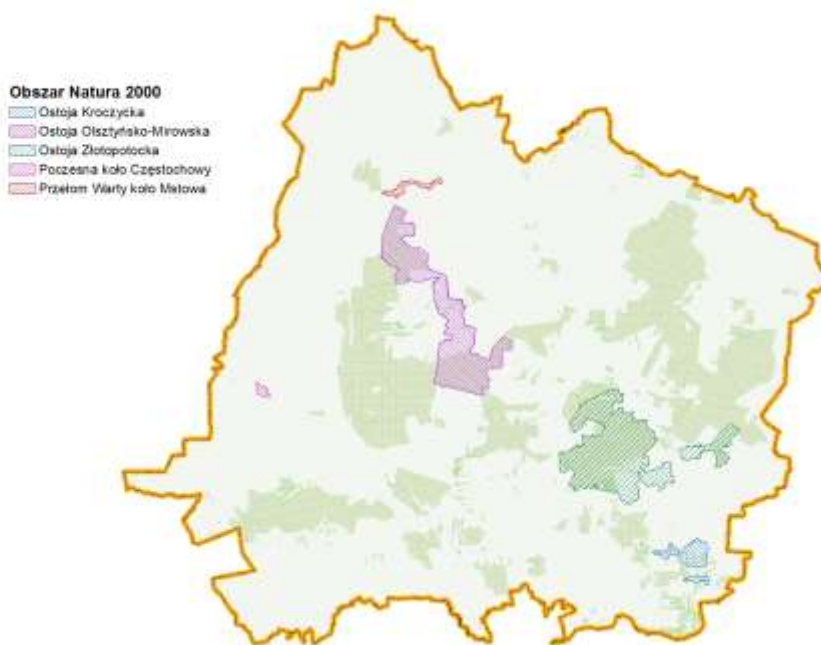 Obszar Natura 2000
Ostoja Kroczycka
Ostoja Olsztyńsko-Mirowska
Ostoja Złotopotocka
Poczesna koło Częstochowy
Przełom Warty koło Mstowa